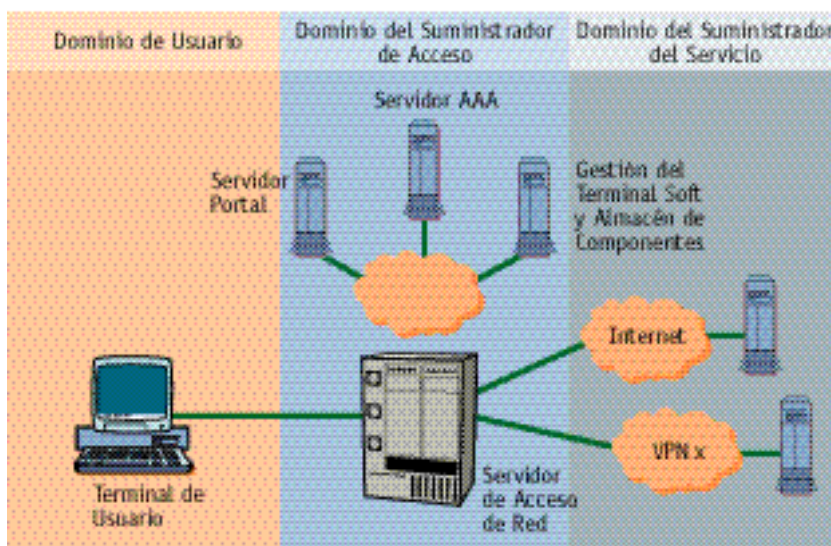 Dominio de Usuario
Dominio del Suministrador
de Acceso
Dominio del Suministrador
del Servicio
Servidor AAA
Servidor
Portal
Gestión del
Terminal Soft
y Almacén de
Componentes
Internet
VPN x
Terminal de
Usuario
Servidor
de Acceso
de Red